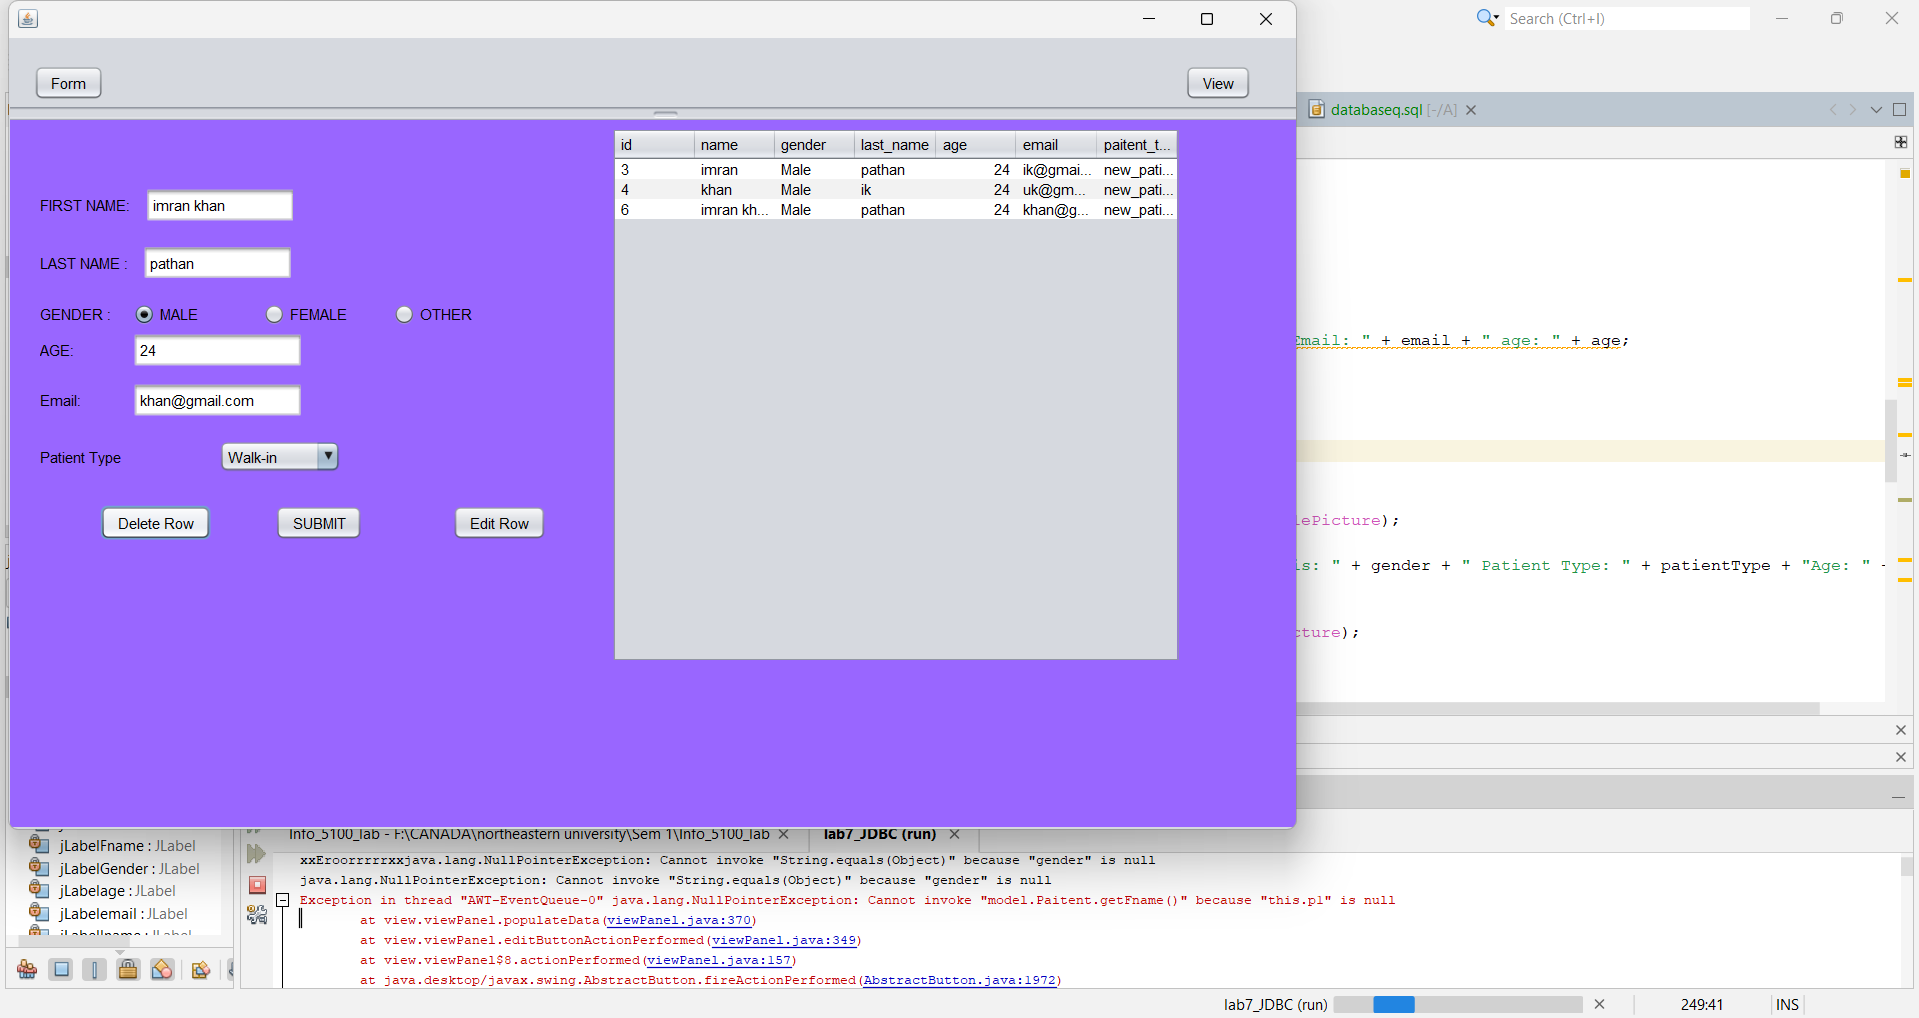 Search (Ctrl+I)
Form
View
databaseq.sql [-/A]
id name gender last_name age email paitent_t...
3 imran Male pathan 24 ik@gmai... new_pati...
4 khan Male ik 24 uk@gm... new_pati...
6 imran kh... Male pathan 24 khan@g... new_pati...
FIRST NAME: imran khan
LAST NAME : pathan
GENDER : MALE FEMALE OTHER
AGE: 24
Email: khan@gmail.com
Patient Type Walk-in
Delete Row SUBMIT Edit Row
Email: " + email + " age: " + age;
lePicture);
is: " + gender + " Patient Type: " + patientType + "Age: " +
cture);
Info_5100_lab - F:\CANADA\northeastern university\Sem 1\Info_5100_lab
lab7_JDBC (run)
jLabelFname : JLabel
jLabelGender : JLabel
jLabelage : JLabel
jLabelemail : JLabel
xxEroorrrrrxxjava.lang.NullPointerException: Cannot invoke "String.equals(Object)" because "gender" is null
java.lang.NullPointerException: Cannot invoke "String.equals(Object)" because "gender" is null
Exception in thread "AWT-EventQueue-0" java.lang.NullPointerException: Cannot invoke "model.Paitent.getFname()" because "this.pl" is null
at view.viewPanel.populateData(viewPanel.java:370)
at view.viewPanel.editButtonActionPerformed(viewPanel.java:349)
at view.viewPanel$8.actionPerformed(viewPanel.java:157)
at java.desktop/javax.swing.AbstractButton.fireActionPerformed(AbstractButton.java:1972)
lab7_JDBC (run)
249:41
INS